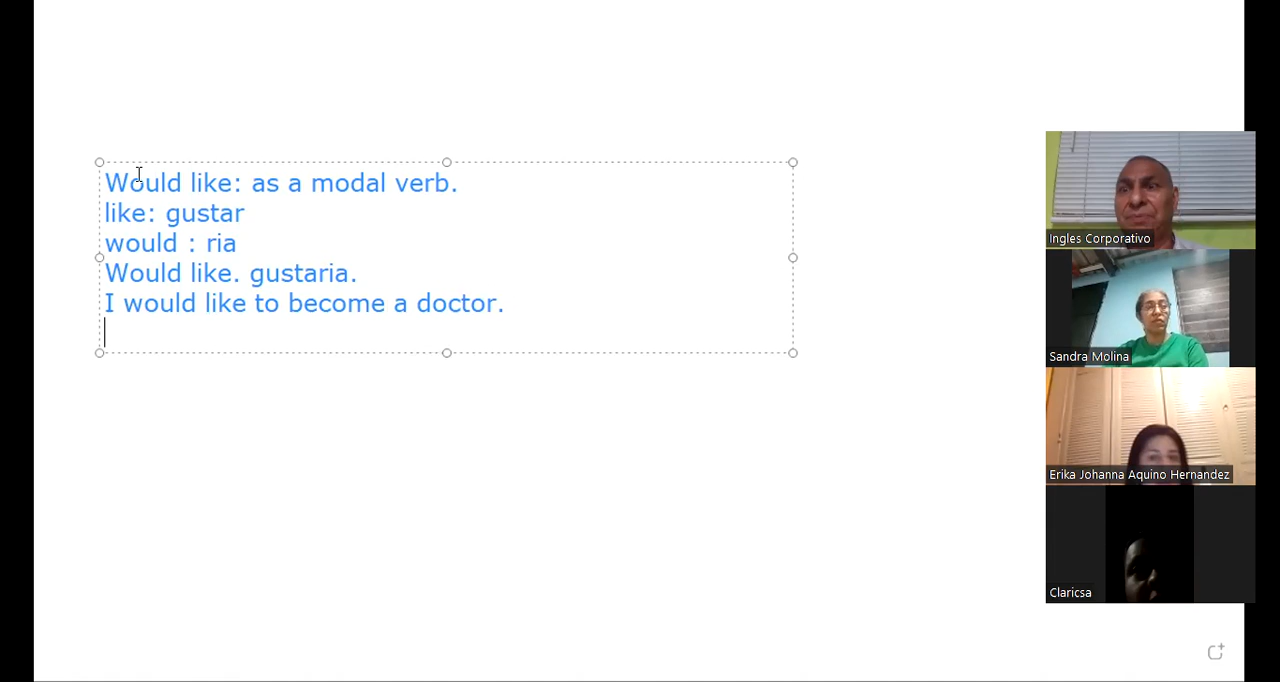 Would like: as a modal verb.
like: gustar
would : ria
Would like. gustaria.
I would like to become a doctor.
Ingles Corporativo
Sandra Molina
Erika Johanna Aquino Hernandez
Claricsa